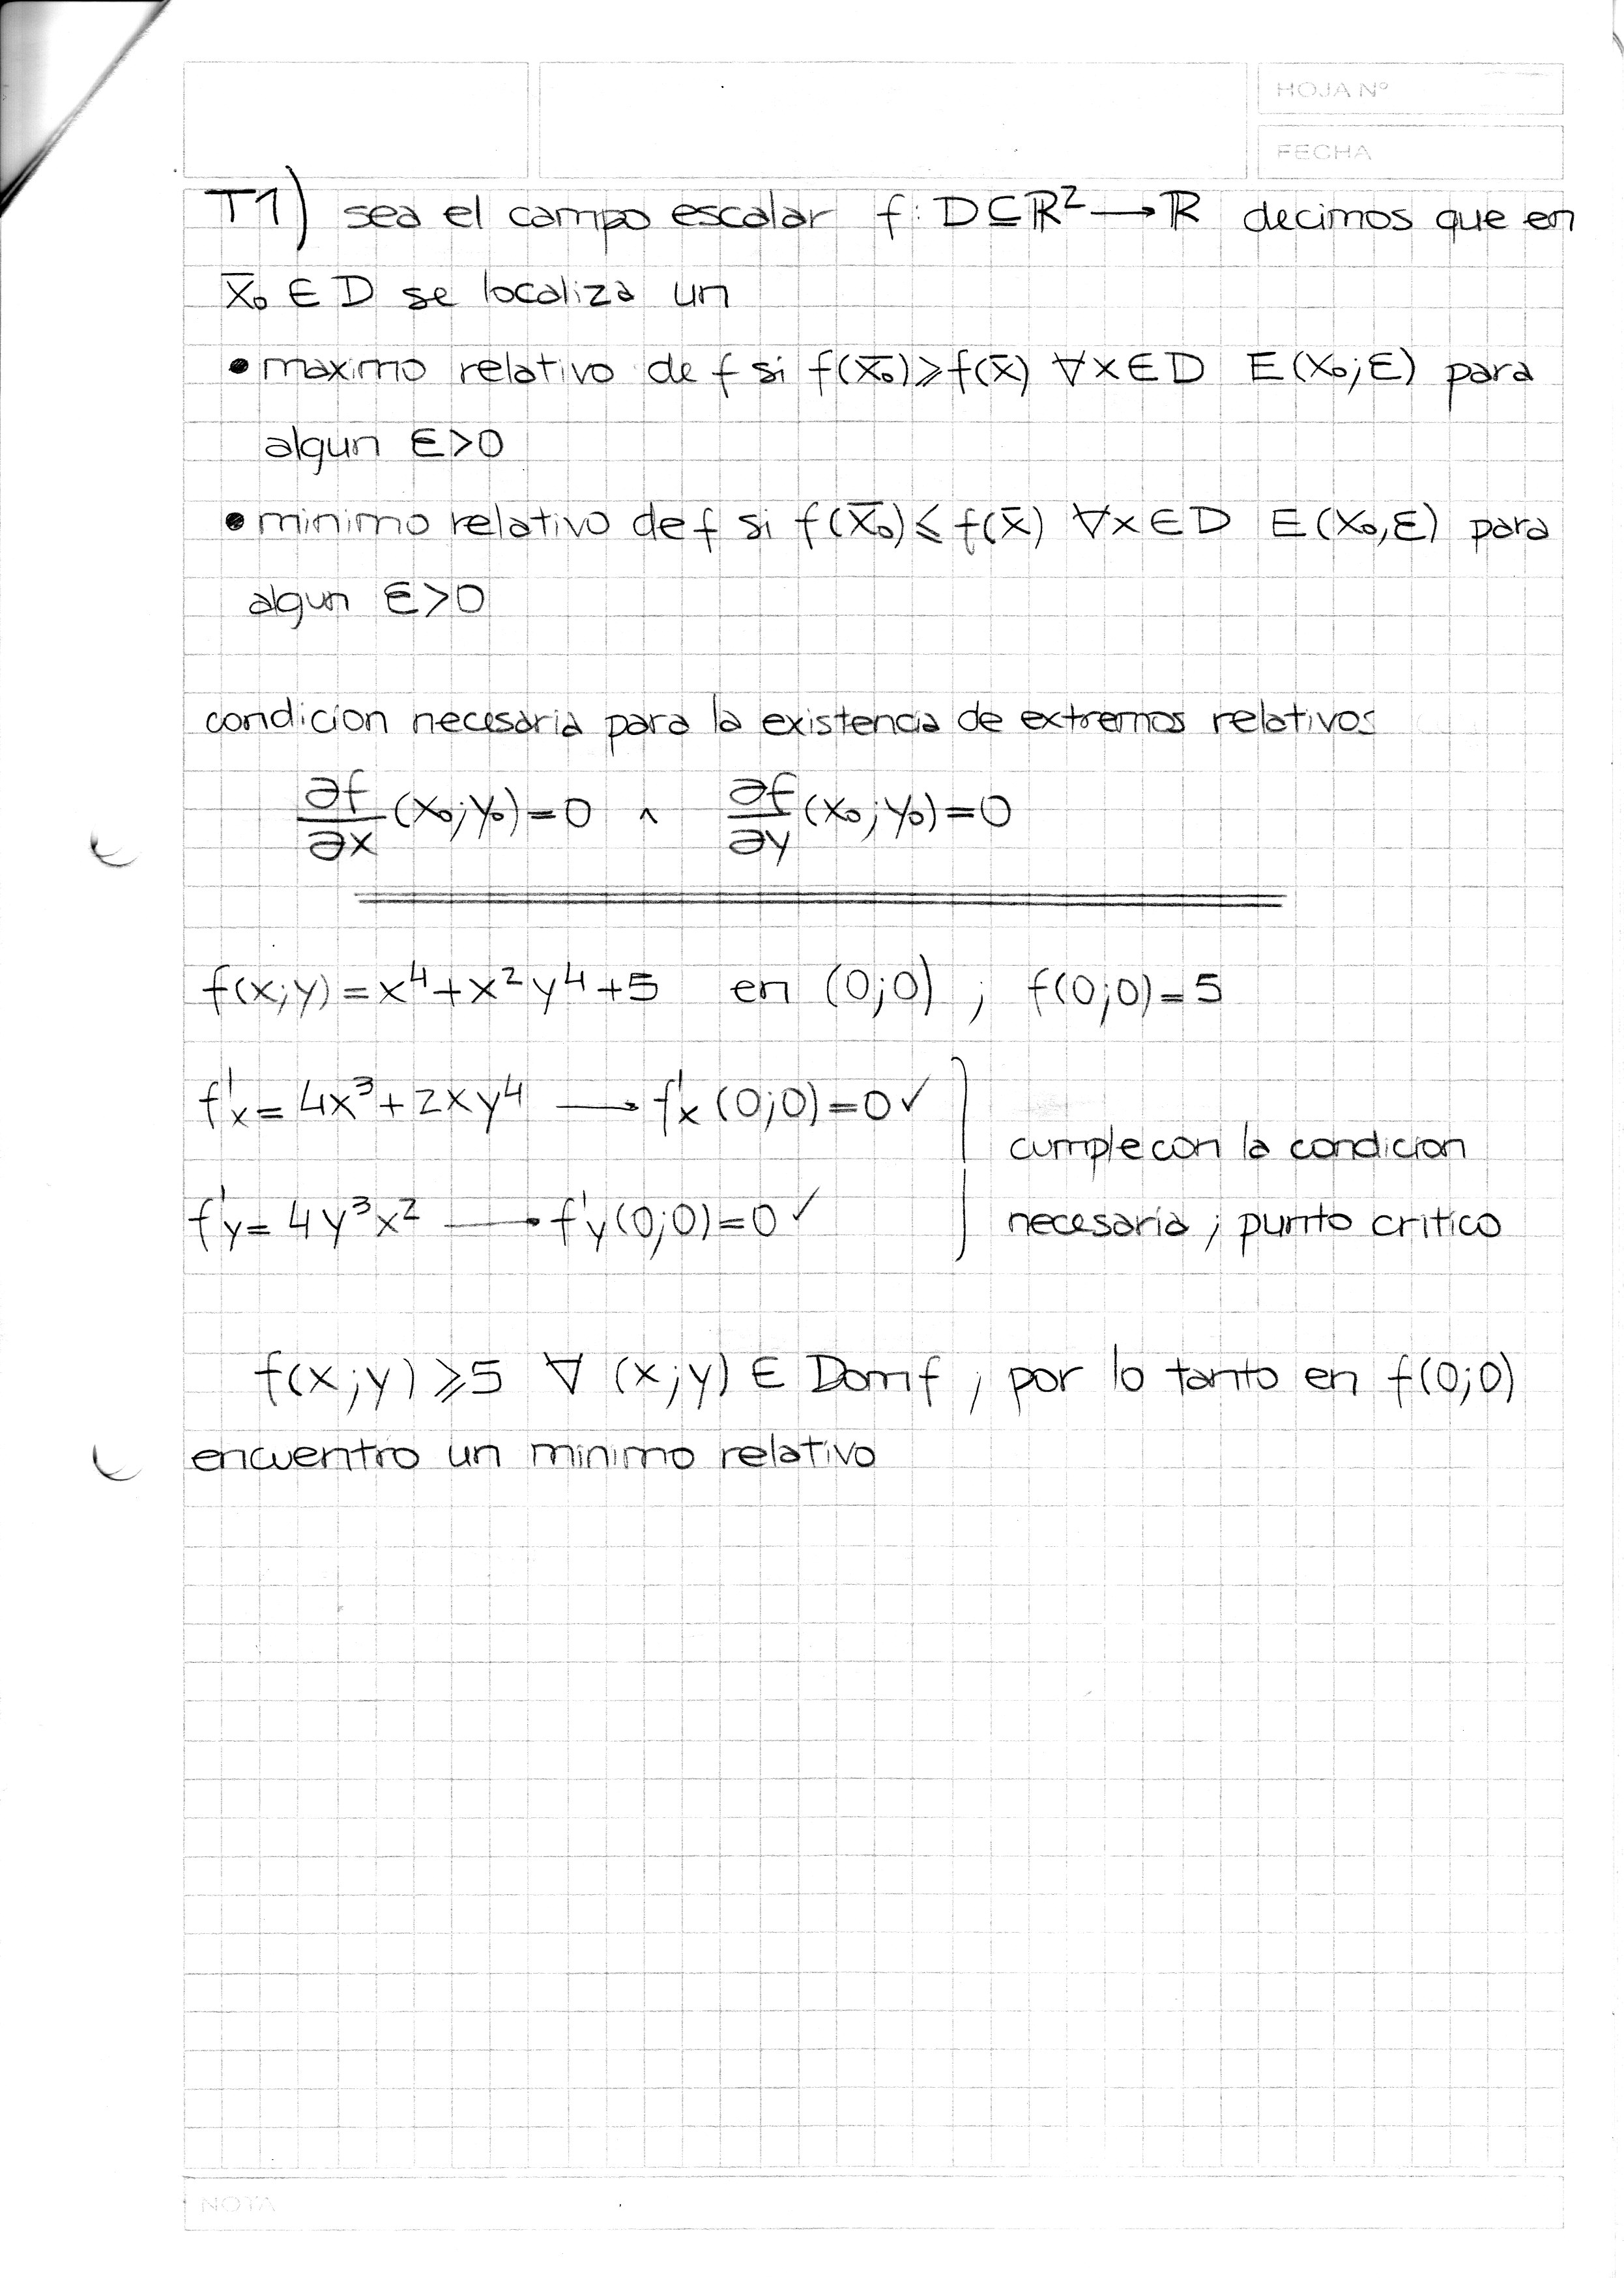 HOJA Nº
FECHA
T1) sea el campo escalar f: D⊆ℝ²→ℝ decimos que en
x̄₀ ∈ D se localiza un
• maximo relativo de f si f(x̄₀)≥f(x̄) ∀x∈D E(x₀;ε) para
algun ε>0
• minimo relativo de f si f(x̄₀)≤f(x̄) ∀x∈D E(x₀,ε) para
algun ε>0
condicion necesaria para la existencia de extremos relativos
∂f/∂x (x₀;y₀)=0 ∧ ∂f/∂y (x₀;y₀)=0
f(x;y)=x⁴+x²y⁴+5 en (0;0) ; f(0;0)=5
f'x=4x³+2xy⁴ → f'x(0;0)=0✓
cumple con la condicion
f'y=4y³x² → f'y(0;0)=0✓
necesaria ; punto critico
f(x;y)≥5 ∀ (x;y) ∈ Domf ; por lo tanto en f(0;0)
encuentro un minimo relativo
NOTA